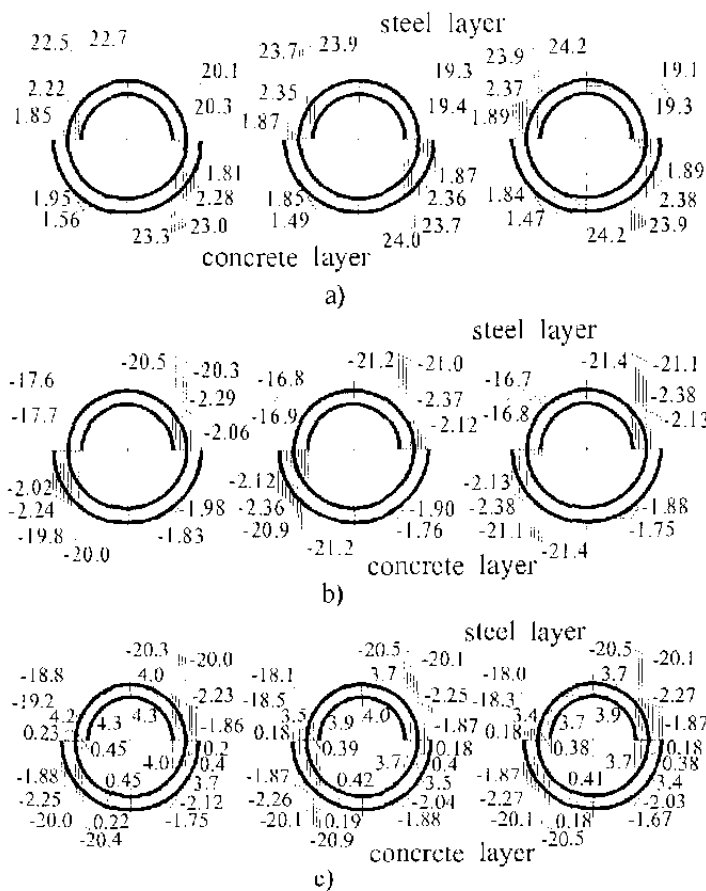 steel layer
22.5 22.7 23.7 23.9 23.9 24.2
20.1 19.3 19.1
2.22 2.35 2.37
1.85 20.3 1.87 19.4 1.89 19.3
1.81 1.87 1.89
1.95 2.28 1.85 2.36 1.84 2.38
1.56 1.49 1.47
23.3 23.0 24.0 23.7 24.2 23.9
concrete layer
a)
steel layer
-20.5 -20.3 -21.2 -21.0 -21.4 -21.1
-17.6 -2.29 -16.8 -2.37 -16.7 -2.38
-17.7 -2.06 -16.9 -2.12 -16.8 -2.13
-2.02 -1.98 -2.12 -1.90 -2.13 -1.88
-2.24 -1.83 -2.36 -1.76 -2.38 -1.75
-19.8 -20.9 -21.1
-20.0 -21.2 -21.4
concrete layer
b)
steel layer
-20.3 -20.0 -20.5 -20.1 -20.5 -20.1
-18.8 4.0 -18.1 3.7 -18.0 3.7
-19.2 -2.23 -18.5 -2.25 -18.3 -2.27
4.2 4.3 4.3 -1.86 3.5 3.9 4.0 -1.87 3.4 3.7 3.9 -1.87
0.23 0.45 0.2 0.18 0.39 0.18 0.18 0.38 0.18
4.0 0.4 3.7 0.4 3.7 0.38
-1.88 0.45 3.7 -1.87 0.42 3.5 -1.87 0.41 3.4
-2.25 -2.12 -2.26 -2.04 -2.27 -2.03
-20.0 0.22 -1.75 -20.1 0.19 -1.88 -20.1 0.18 -1.67
-20.4 -20.9 -20.5
concrete layer
c)